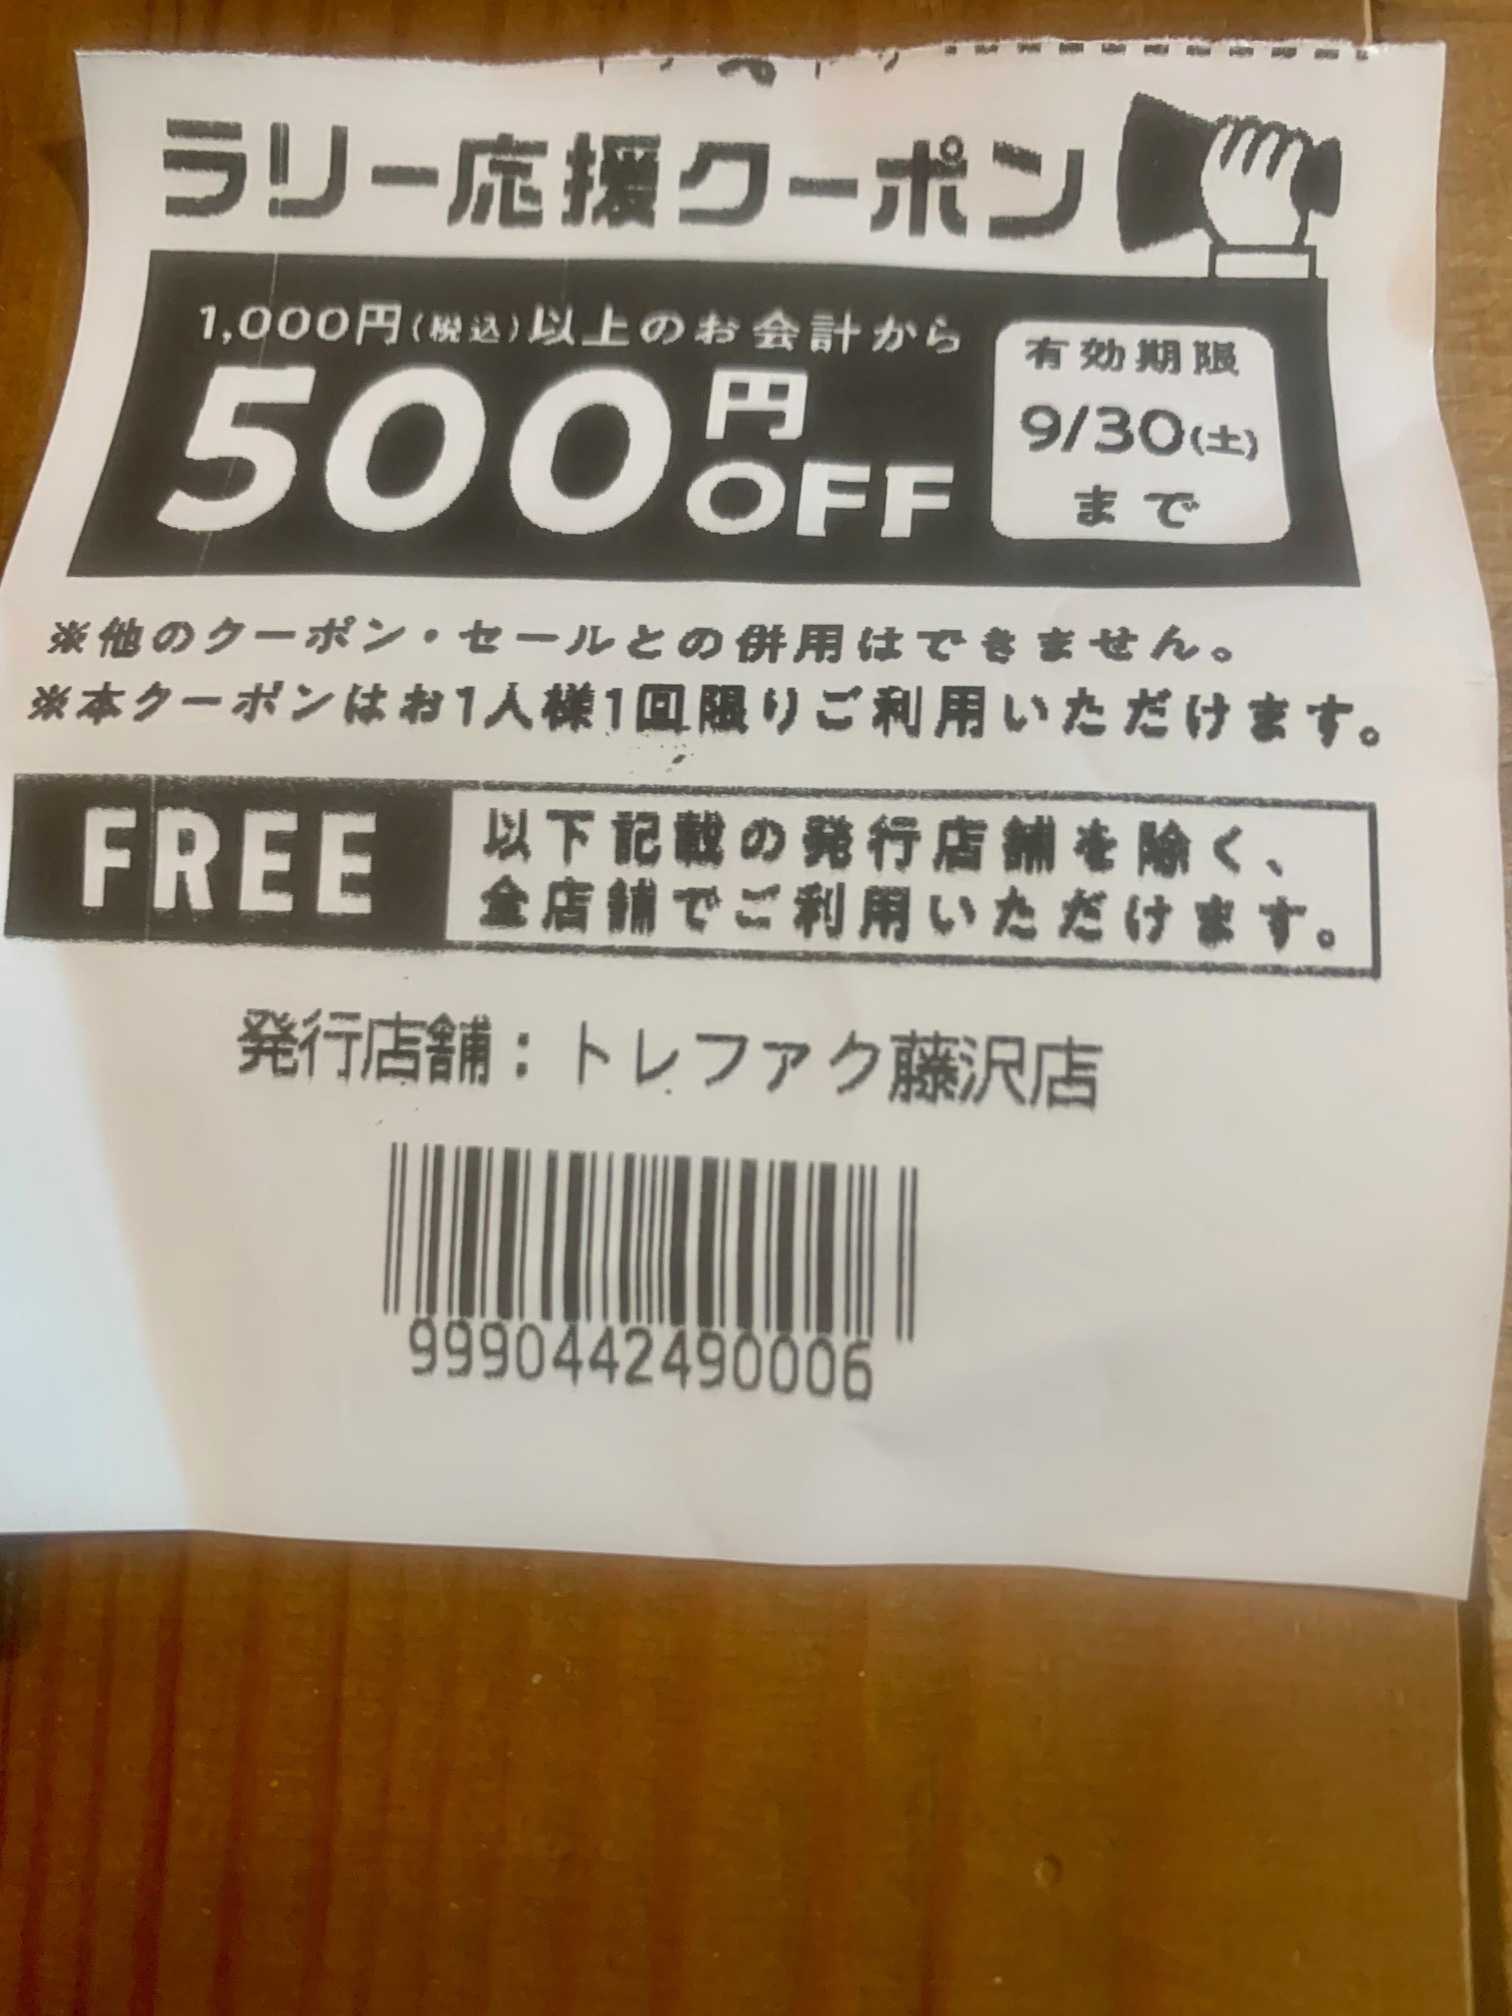 ラリー応援クーポン
1,000円(税込)以上のお会計から
500円OFF
有効期限
9/30(土)
まで
※他のクーポン・セールとの併用はできません。
※本クーポンはお1人様1回限りご利用いただけます。
FREE
以下記載の発行店舗を除く、
全店舗でご利用いただけます。
発行店舗：トレファク藤沢店
9990442490006